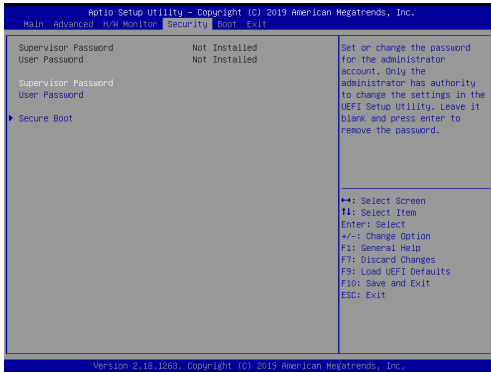 Aptio Setup Utility – Copyright (C) 2019 American Megatrends, Inc.
Main Advanced H/W Monitor Security Boot Exit
Supervisor Password Not Installed
User Password Not Installed
Supervisor Password
User Password
Secure Boot
Set or change the password
for the administrator
account. Only the
administrator has authority
to change the settings in the
UEFI Setup Utility. Leave it
blank and press enter to
remove the password.
↔: Select Screen
↑↓: Select Item
Enter: Select
+/-: Change Option
F1: General Help
F7: Discard Changes
F9: Load UEFI Defaults
F10: Save and Exit
ESC: Exit
Version 2.18.1263. Copyright (C) 2019 American Megatrends, Inc.